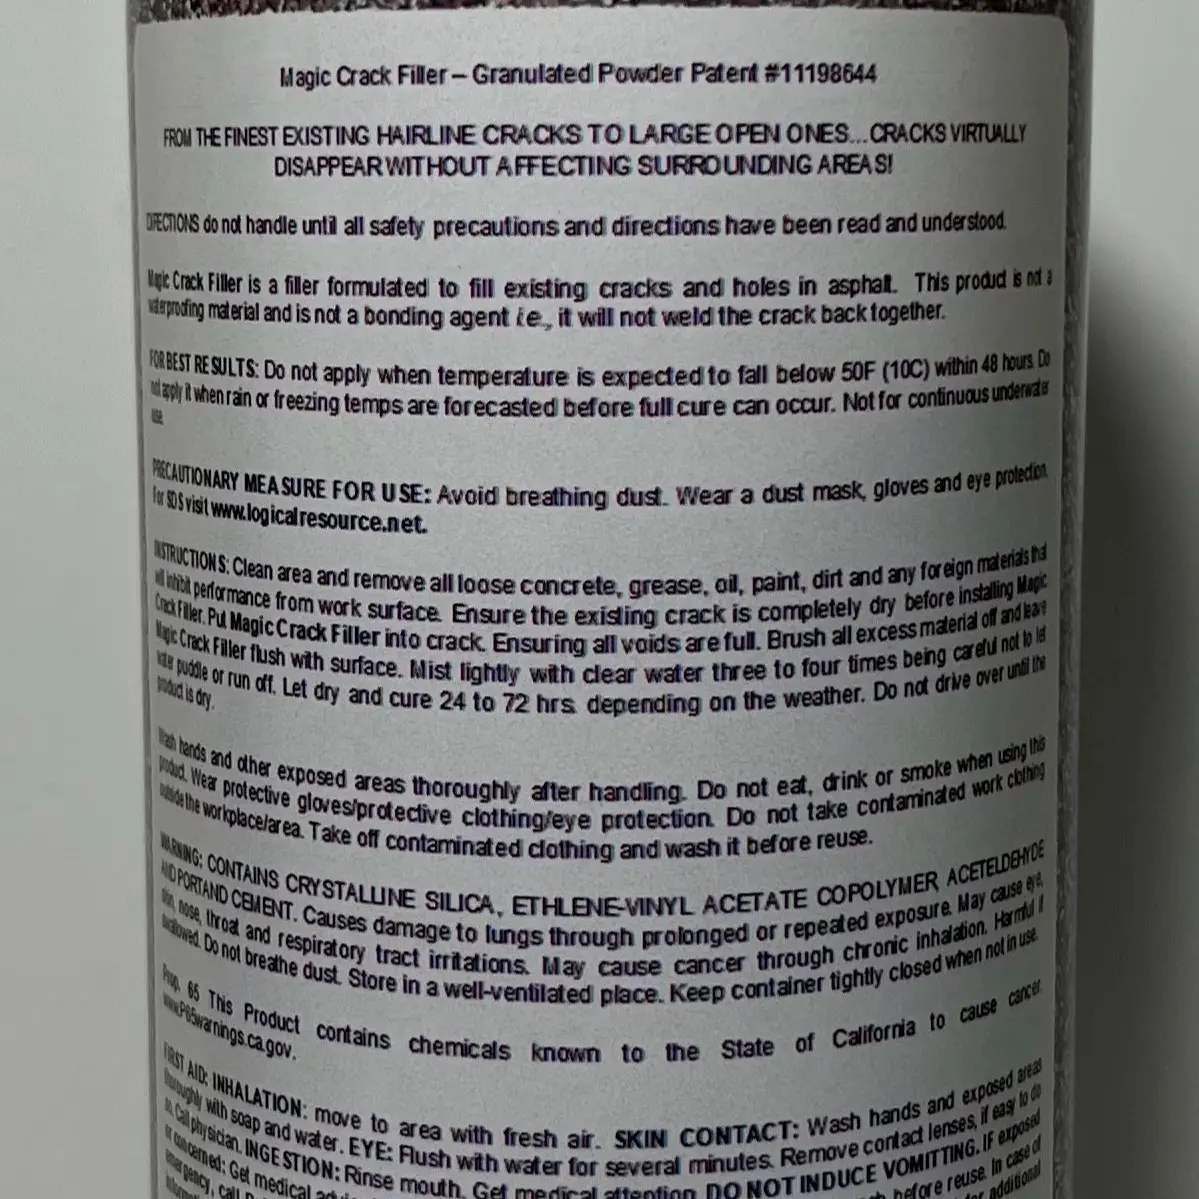 Magic Crack Filler – Granulated Powder Patent #11198644
FROM THE FINEST EXISTING HAIRLINE CRACKS TO LARGE OPEN ONES...CRACKS VIRTUALLY
DISAPPEAR WITHOUT AFFECTING SURROUNDING AREAS!
DIRECTIONS do not handle until all safety precautions and directions have been read and understood.
Magic Crack Filler is a filler formulated to fill existing cracks and holes in asphalt. This product is not a
waterproofing material and is not a bonding agent i.e., it will not weld the crack back together.
FOR BEST RESULTS: Do not apply when temperature is expected to fall below 50F (10C) within 48 hours. Do
not apply it when rain or freezing temps are forecasted before full cure can occur. Not for continuous underwater
use.
PRECAUTIONARY MEASURE FOR USE: Avoid breathing dust. Wear a dust mask, gloves and eye protection.
For SDS visit www.logicalresource.net.
INSTRUCTIONS: Clean area and remove all loose concrete, grease, oil, paint, dirt and any foreign materials that
will inhibit performance from work surface. Ensure the existing crack is completely dry before installing Magic
Crack Filler. Put Magic Crack Filler into crack. Ensuring all voids are full. Brush all excess material off and leave
Magic Crack Filler flush with surface. Mist lightly with clear water three to four times being careful not to let
water puddle or run off. Let dry and cure 24 to 72 hrs. depending on the weather. Do not drive over until the
product is dry.
Wash hands and other exposed areas thoroughly after handling. Do not eat, drink or smoke when using this
product. Wear protective gloves/protective clothing/eye protection. Do not take contaminated work clothing
outside the workplace/area. Take off contaminated clothing and wash it before reuse.
WARNING: CONTAINS CRYSTALLINE SILICA, ETHLENE-VINYL ACETATE COPOLYMER ACETELDEHYDE
AND PORTAND CEMENT. Causes damage to lungs through prolonged or repeated exposure. May cause eye,
skin, nose, throat and respiratory tract irritations. May cause cancer through chronic inhalation. Harmful if
swallowed. Do not breathe dust. Store in a well-ventilated place. Keep container tightly closed when not in use.
Prop. 65 This Product contains chemicals known to the State of California to cause cancer.
www.P65warnings.ca.gov.
FIRST AID: INHALATION: move to area with fresh air. SKIN CONTACT: Wash hands and exposed areas
thoroughly with soap and water. EYE: Flush with water for several minutes. Remove contact lenses, if easy to do
so. Call physician. INGESTION: Rinse mouth. Get medical attention. DO NOT INDUCE VOMITTING. IF exposed
or concerned: Get medical before reuse. In case of
emergency, call additional